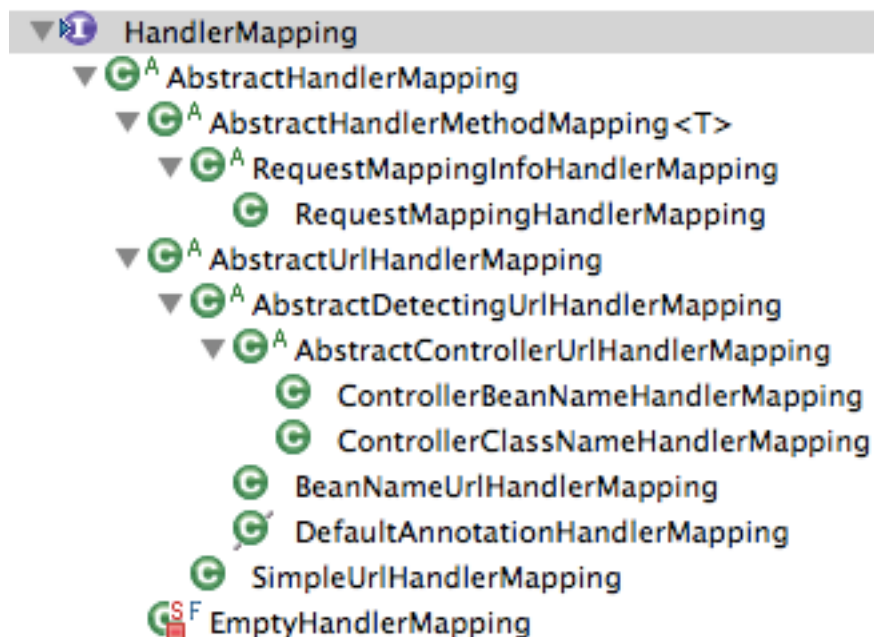 HandlerMapping
A AbstractHandlerMapping
A AbstractHandlerMethodMapping<T>
A RequestMappingInfoHandlerMapping
RequestMappingHandlerMapping
A AbstractUrlHandlerMapping
A AbstractDetectingUrlHandlerMapping
A AbstractControllerUrlHandlerMapping
ControllerBeanNameHandlerMapping
ControllerClassNameHandlerMapping
BeanNameUrlHandlerMapping
DefaultAnnotationHandlerMapping
SimpleUrlHandlerMapping
S F EmptyHandlerMapping